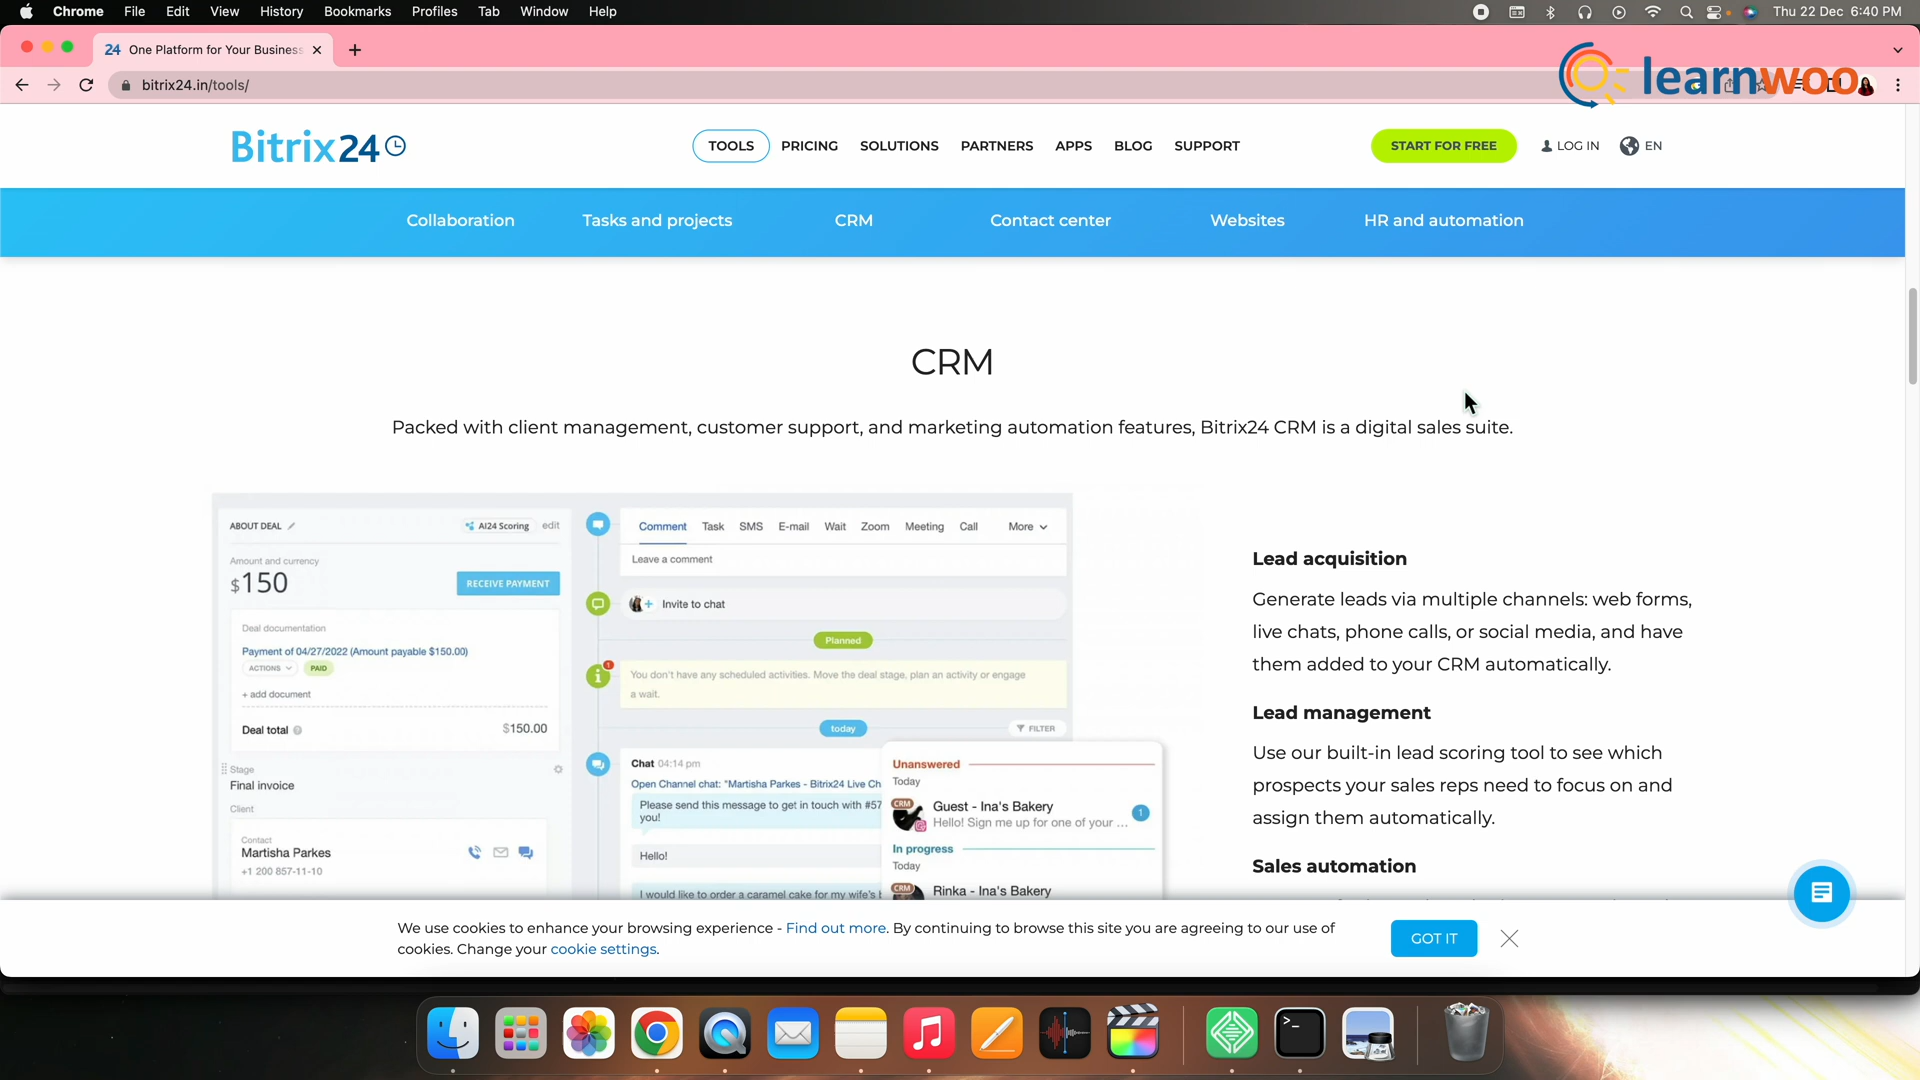 Chrome File Edit View History Bookmarks Profiles Tab Window Help Thu 22 Dec 6:40 PM
24 One Platform for Your Business
bitrix24.in/tools/
learnwoo
Bitrix24
TOOLS PRICING SOLUTIONS PARTNERS APPS BLOG SUPPORT START FOR FREE LOG IN EN
Collaboration Tasks and projects CRM Contact center Websites HR and automation
CRM
Packed with client management, customer support, and marketing automation features, Bitrix24 CRM is a digital sales suite.
ABOUT DEAL AI24 Scoring edit
Amount and currency
$150 RECEIVE PAYMENT
Deal documentation
Payment of 04/27/2022 (Amount payable $150.00)
ACTIONS PAID
+ add document
Deal total ? $150.00
Stage
Final invoice
Client
Contact
Martisha Parkes
+1 200 857-11-10
Comment Task SMS E-mail Wait Zoom Meeting Call More
Leave a comment
Invite to chat
Planned
1
You don't have any scheduled activities. Move the deal stage, plan an activity or engage
a wait.
today FILTER
Chat 04:14 pm
Open Channel chat: "Martisha Parkes - Bitrix24 Live Ch
Please send this message to get in touch with #57
you!
Hello!
I would like to order a caramel cake for my wife's b
Unanswered
Today
CRM Guest - Ina's Bakery 1
Hello! Sign me up for one of your ...
In progress
Today
CRM Rinka - Ina's Bakery
Lead acquisition
Generate leads via multiple channels: web forms,
live chats, phone calls, or social media, and have
them added to your CRM automatically.
Lead management
Use our built-in lead scoring tool to see which
prospects your sales reps need to focus on and
assign them automatically.
Sales automation
We use cookies to enhance your browsing experience - Find out more. By continuing to browse this site you are agreeing to our use of
cookies. Change your cookie settings.
GOT IT